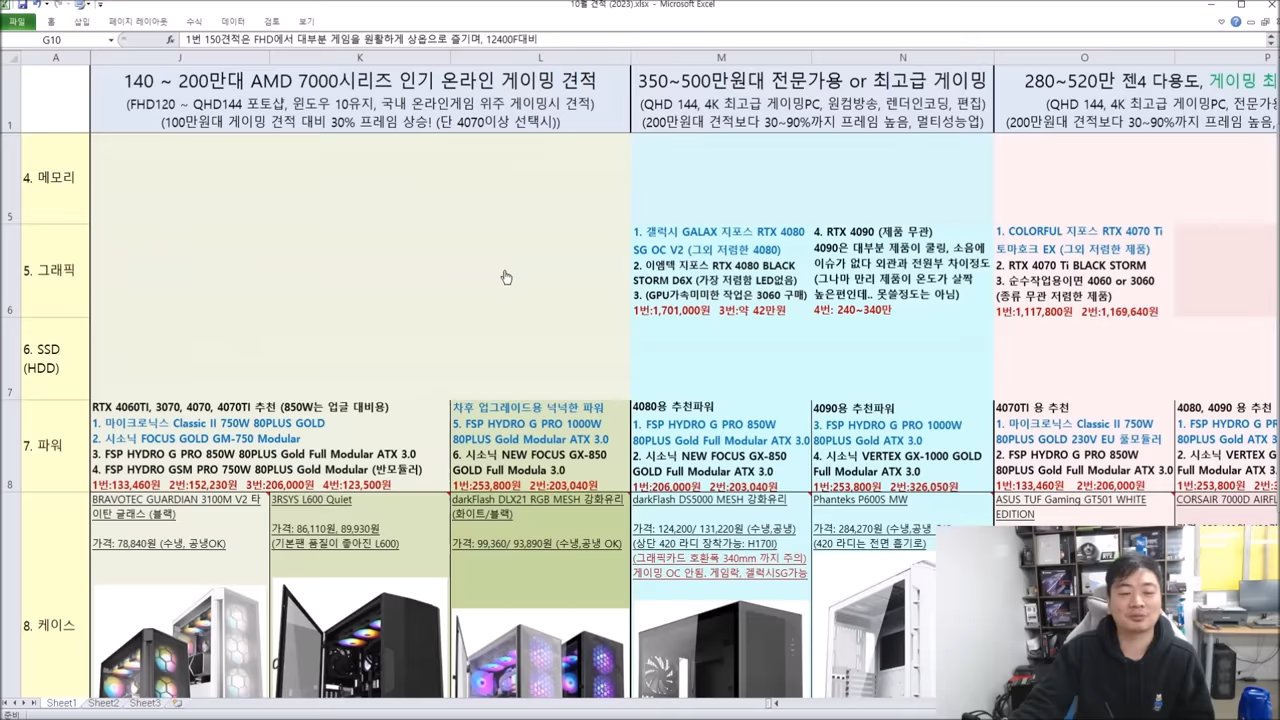 10월 견적 (2023).xlsx - Microsoft Excel
파일 홈 삽입 페이지 레이아웃 수식 데이터 검토 보기
G10 fx 1번 150견적은 FHD에서 대부분 게임을 원활하게 상옵으로 즐기며, 12400F대비
A J K L M N O P
140 ~ 200만대 AMD 7000시리즈 인기 온라인 게이밍 견적
(FHD120 ~ QHD144 포토샵, 윈도우 10유지, 국내 온라인게임 위주 게이밍시 견적)
(100만원대 게이밍 견적 대비 30% 프레임 상승! (단 4070이상 선택시))
350~500만원대 전문가용 or 최고급 게이밍
(QHD 144, 4K 최고급 게이밍PC, 원컴방송, 렌더인코딩, 편집)
(200만원대 견적보다 30~90%까지 프레임 높음, 멀티성능업)
280~520만 젠4 다용도, 게이밍 최
(QHD 144, 4K 최고급 게이밍PC, 전문가용
(200만원대 견적보다 30~90%까지 프레임 높음,
1
4. 메모리
5
5. 그래픽
1. 갤럭시 GALAX 지포스 RTX 4080
SG OC V2 (그외 저렴한 4080)
2. 이엠텍 지포스 RTX 4080 BLACK
STORM D6X (가장 저렴함 LED없음)
3. (GPU가속미미한 작업은 3060 구매)
1번:1,701,000원 3번:약 42만원
4. RTX 4090 (제품 무관)
4090은 대부분 제품이 쿨링, 소음에
이슈가 없다 외관과 전원부 차이정도
(그나마 만리 제품이 온도가 살짝
높은편인데.. 못쓸정도는 아님)
4번: 240~340만
1. COLORFUL 지포스 RTX 4070 Ti
토마호크 EX (그외 저렴한 제품)
2. RTX 4070 Ti BLACK STORM
3. 순수작업용이면 4060 or 3060
(종류 무관 저렴한 제품)
1번:1,117,800원 2번:1,169,640원
6
6. SSD
(HDD)
7
7. 파워
RTX 4060TI, 3070, 4070, 4070TI 추천 (850W는 업글 대비용)
1. 마이크로닉스 Classic II 750W 80PLUS GOLD
2. 시소닉 FOCUS GOLD GM-750 Modular
3. FSP HYDRO G PRO 850W 80PLUS Gold Full Modular ATX 3.0
4. FSP HYDRO GSM PRO 750W 80PLUS Gold Modular (반모듈러)
1번:133,460원 2번:152,230원 3번:206,000원 4번:123,500원
차후 업그레이드용 넉넉한 파워
5. FSP HYDRO G PRO 1000W
80PLUS Gold Modular ATX 3.0
6. 시소닉 NEW FOCUS GX-850
GOLD Full Modula 3.0
1번:253,800원 2번:203,040원
4080용 추천파워
1. FSP HYDRO G PRO 850W
80PLUS Gold Full Modular ATX 3.0
2. 시소닉 NEW FOCUS GX-850
GOLD Full Modular ATX 3.0
1번:206,000원 2번:203,040원
4090용 추천파워
3. FSP HYDRO G PRO 1000W
80PLUS Gold ATX 3.0
4. 시소닉 VERTEX GX-1000 GOLD
Full Modular ATX 3.0
1번:253,800원 2번:326,050원
4070TI 용 추천
1. 마이크로닉스 Classic II 750W
80PLUS GOLD 230V EU 풀모듈러
2. FSP HYDRO G PRO 850W
80PLUS Gold Full Modular ATX 3.0
1번:133,460원 2번:206,000원
4080, 4090 용 추천
1. FSP HYDRO G PR
80PLUS Gold ATX 3.
2. 시소닉 VERTEX G
Full Modular ATX 3.
1번:253,800원 2번:3
8
8. 케이스
BRAVOTEC GUARDIAN 3100M V2 타
이탄 글래스 (블랙)
가격: 78,840원 (수냉, 공냉OK)
3RSYS L600 Quiet
가격: 86,110원, 89,930원
(기본팬 품질이 좋아진 L600)
darkFlash DLX21 RGB MESH 강화유리
(화이트/블랙)
가격: 99,360/ 93,890원 (수냉,공냉 OK)
darkFlash DS5000 MESH 강화유리
가격: 124,200/ 131,220원 (수냉,공냉)
(상단 420 라디 장착가능: H170I)
(그래픽카드 호환폭 340mm 까지 주의)
게이밍 OC 안됨. 게임락, 겔럭시SG가능
Phanteks P600S MW
가격: 284,270원 (수냉,공냉
(420 라디는 전면 흡기로)
ASUS TUF Gaming GT501 WHITE
EDITION
CORSAIR 7000D AIRFL
Sheet1 Sheet2 Sheet3
준비